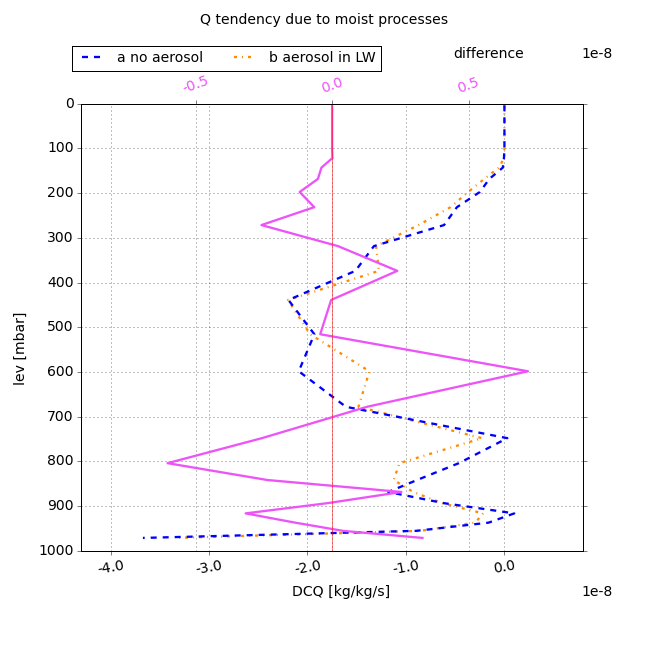 Q tendency due to moist processes
a no aerosol b aerosol in LW difference 1e-8
-0.5 0.0 0.5
0
100
200
300
400
500
600
700
800
900
1000
lev [mbar]
-4.0 -3.0 -2.0 -1.0 0.0
DCQ [kg/kg/s] 1e-8